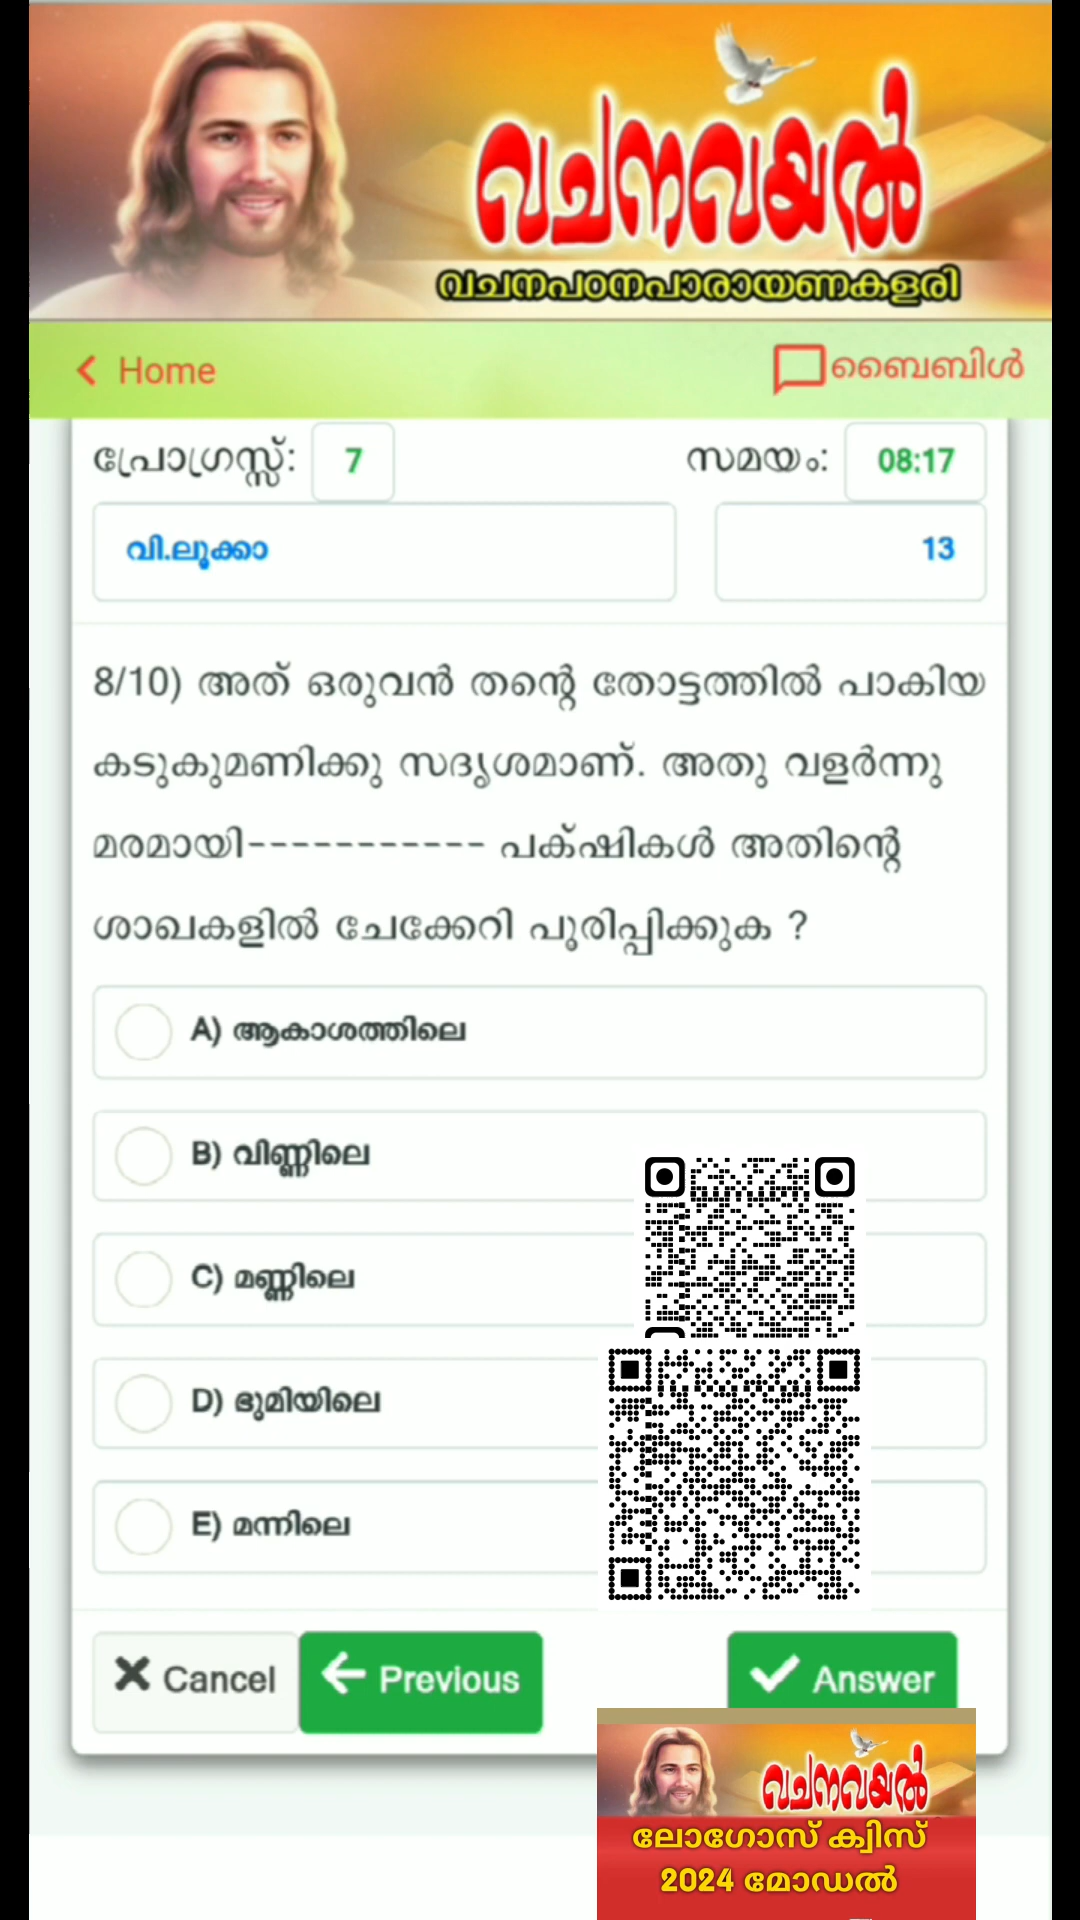 വചനവയൽ
വചനപഠനപാരായണകളരി
Home
ബൈബിൾ
പ്രോഗ്രസ്സ്: 7 സമയം: 08:17
വി.ലൂക്കാ 13
8/10) അത് ഒരുവൻ തന്റെ തോട്ടത്തിൽ പാകിയ
കടുകുമണിക്കു സദൃശമാണ്. അതു വളർന്നു
മരമായി----------- പക്‌ഷികൾ അതിന്റെ
ശാഖകളിൽ ചേക്കേറി പുരിപ്പിക്കുക ?
A) ആകാശത്തിലെ
B) വിണ്ണിലെ
C) മണ്ണിലെ
D) ഭൂമിയിലെ
E) മന്നിലെ
Cancel Previous Answer
വചനവയൽ
ലോഗോസ് ക്വിസ്
2024 മോഡൽ